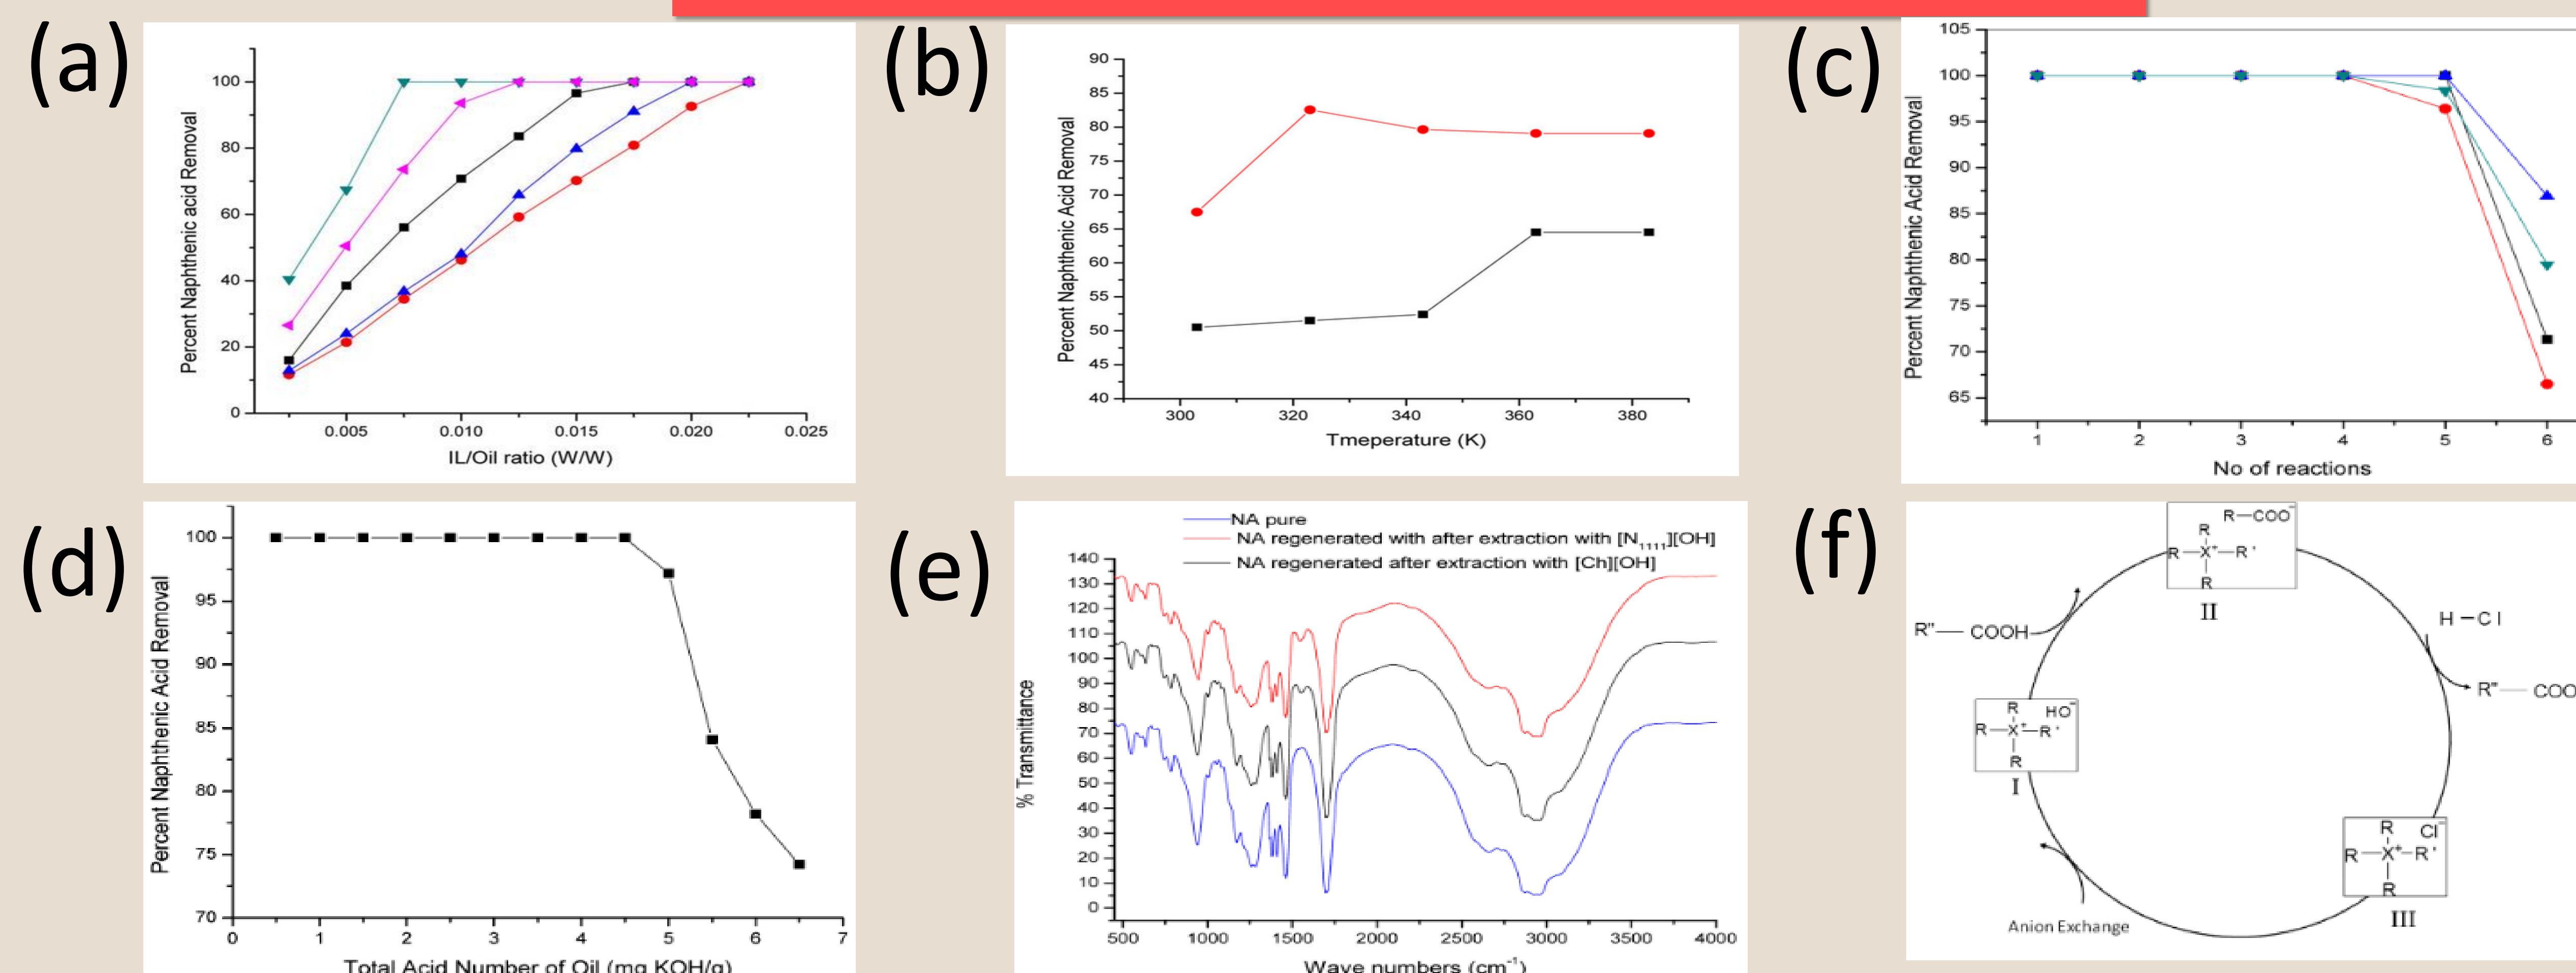 (a)
Percent Naphthenic acid Removal
100
80
60
40
20
0
0.005 0.010 0.015 0.020 0.025
IL/Oil ratio (W/W)
(b)
Percent Naphthenic Acid Removal
90
85
80
75
70
65
60
55
50
45
40
300 320 340 360 380
Tmeperature (K)
(c)
Percent Naphthenic Acid Removal
105
100
95
90
85
80
75
70
65
1 2 3 4 5 6
No of reactions
(d)
Percent Naphthenic Acid Removal
100
95
90
85
80
75
70
0 1 2 3 4 5 6 7
Total Acid Number of Oil (mg KOH/g)
(e)
NA pure
NA regenerated with after extraction with [N1111][OH]
NA regenerated after extraction with [Ch][OH]
% Transmittance
140
130
120
110
100
90
80
70
60
50
40
30
20
10
0
500 1000 1500 2000 2500 3000 3500 4000
Wave numbers (cm⁻¹)
(f)
R—COO⁻
R
R—X⁺—R'
R
II
H—Cl
R"—COOH
R"—COO
R HO⁻
R—X⁺—R'
R
I
R Cl⁻
R—X⁺—R'
R
III
Anion Exchange